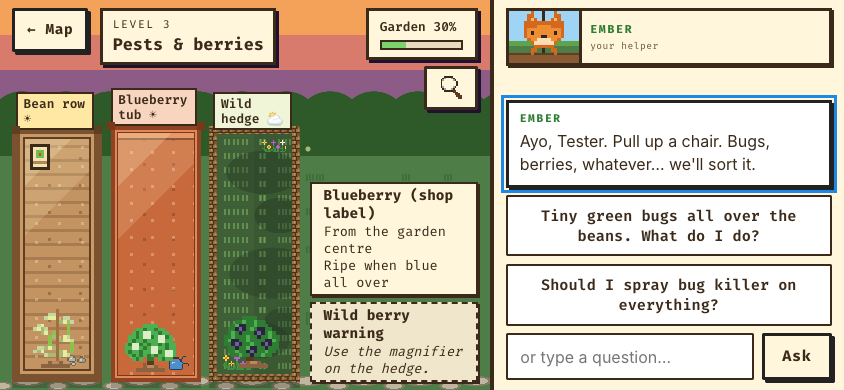 ← Map
LEVEL 3
Pests & berries
Garden 30%
Bean row ☀
Blueberry
tub ☀
Wild
hedge ⛅
Blueberry (shop
label)
From the garden
centre
Ripe when blue
all over
Wild berry
warning
Use the magnifier
on the hedge.
EMBER
your helper
EMBER
Ayo, Tester. Pull up a chair. Bugs,
berries, whatever... we'll sort it.
Tiny green bugs all over the
beans. What do I do?
Should I spray bug killer on
everything?
or type a question...
Ask